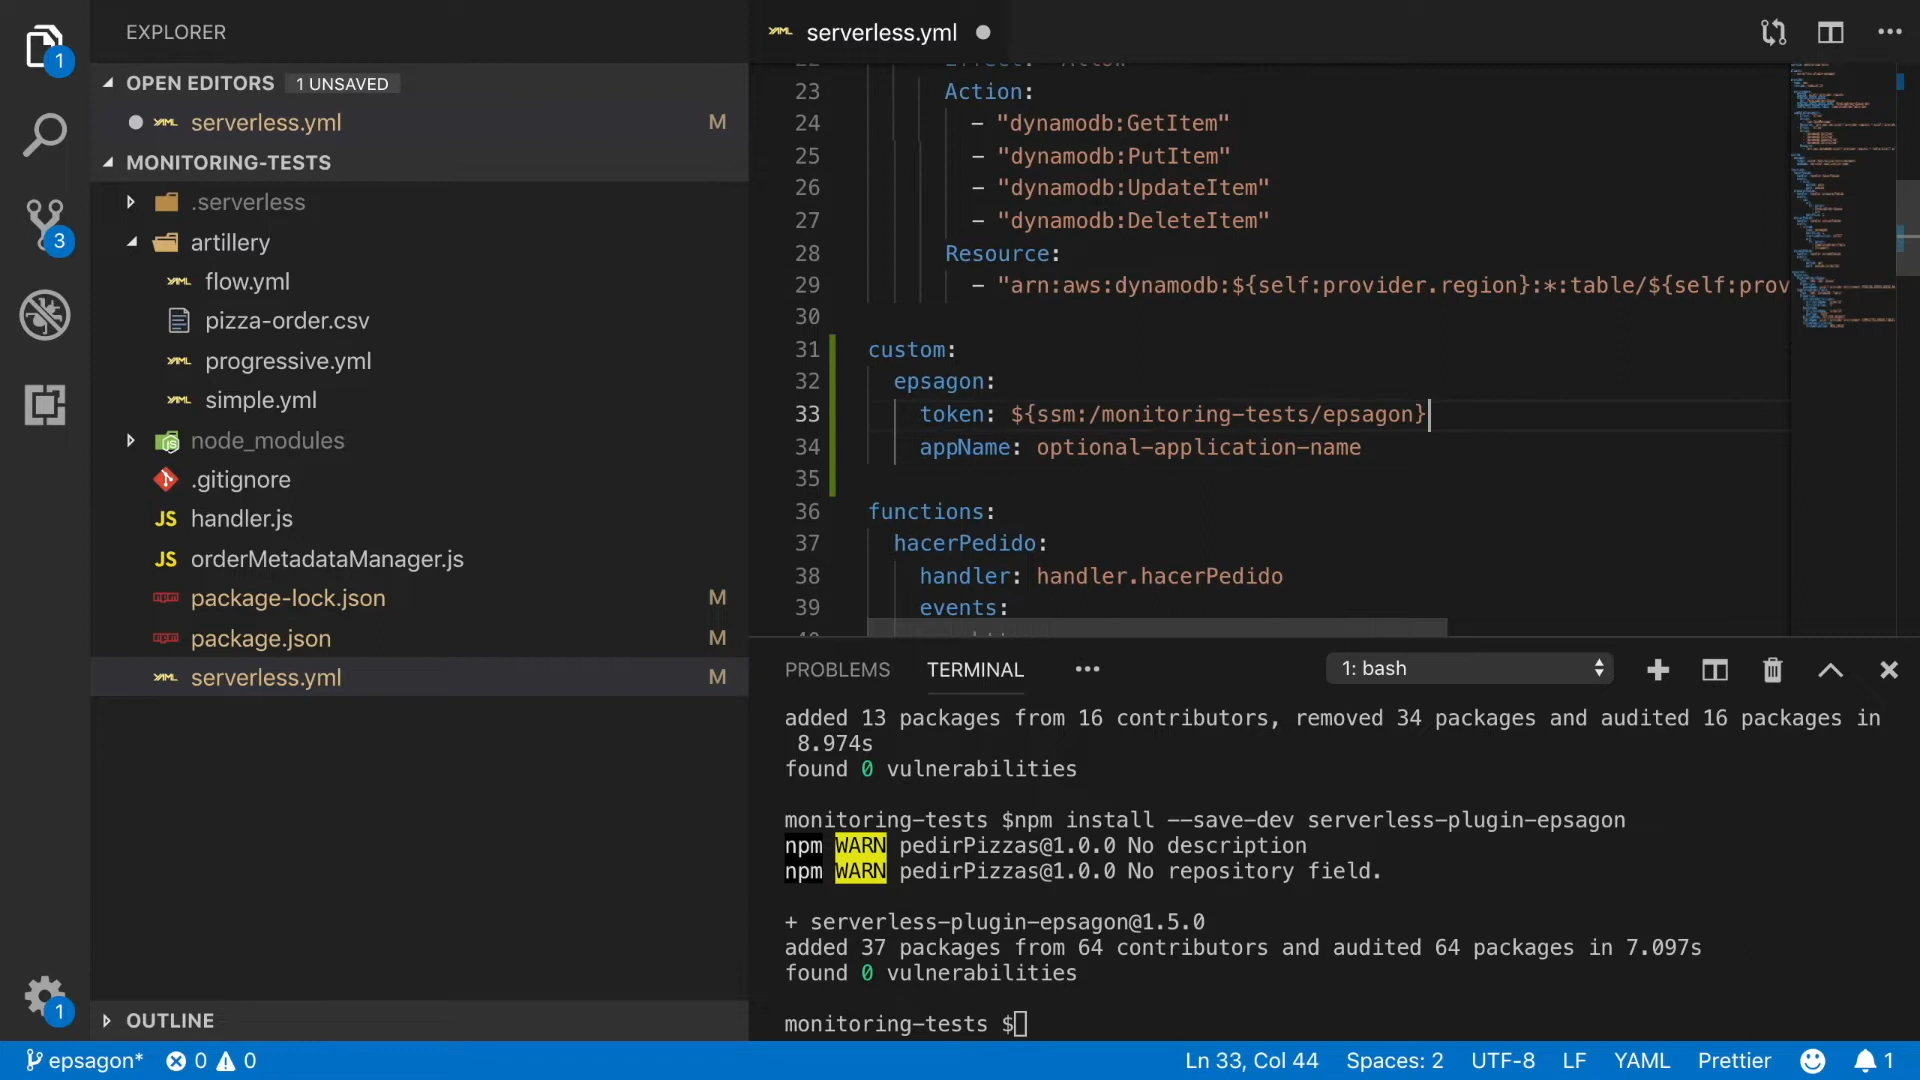 EXPLORER
OPEN EDITORS 1 UNSAVED
serverless.yml M
MONITORING-TESTS
.serverless
artillery
flow.yml
pizza-order.csv
progressive.yml
simple.yml
node_modules
.gitignore
JS handler.js
JS orderMetadataManager.js
package-lock.json M
package.json M
serverless.yml M
OUTLINE
1
3
1
serverless.yml
23 Action:
24 - "dynamodb:GetItem"
25 - "dynamodb:PutItem"
26 - "dynamodb:UpdateItem"
27 - "dynamodb:DeleteItem"
28 Resource:
29 - "arn:aws:dynamodb:${self:provider.region}:*:table/${self:prov
30
31 custom:
32 epsagon:
33 token: ${ssm:/monitoring-tests/epsagon}
34 appName: optional-application-name
35
36 functions:
37 hacerPedido:
38 handler: handler.hacerPedido
39 events:
PROBLEMS TERMINAL ••• 1: bash
added 13 packages from 16 contributors, removed 34 packages and audited 16 packages in
8.974s
found 0 vulnerabilities
monitoring-tests $npm install --save-dev serverless-plugin-epsagon
npm WARN pedirPizzas@1.0.0 No description
npm WARN pedirPizzas@1.0.0 No repository field.
+ serverless-plugin-epsagon@1.5.0
added 37 packages from 64 contributors and audited 64 packages in 7.097s
found 0 vulnerabilities
monitoring-tests $
epsagon* 0 0 Ln 33, Col 44 Spaces: 2 UTF-8 LF YAML Prettier 1